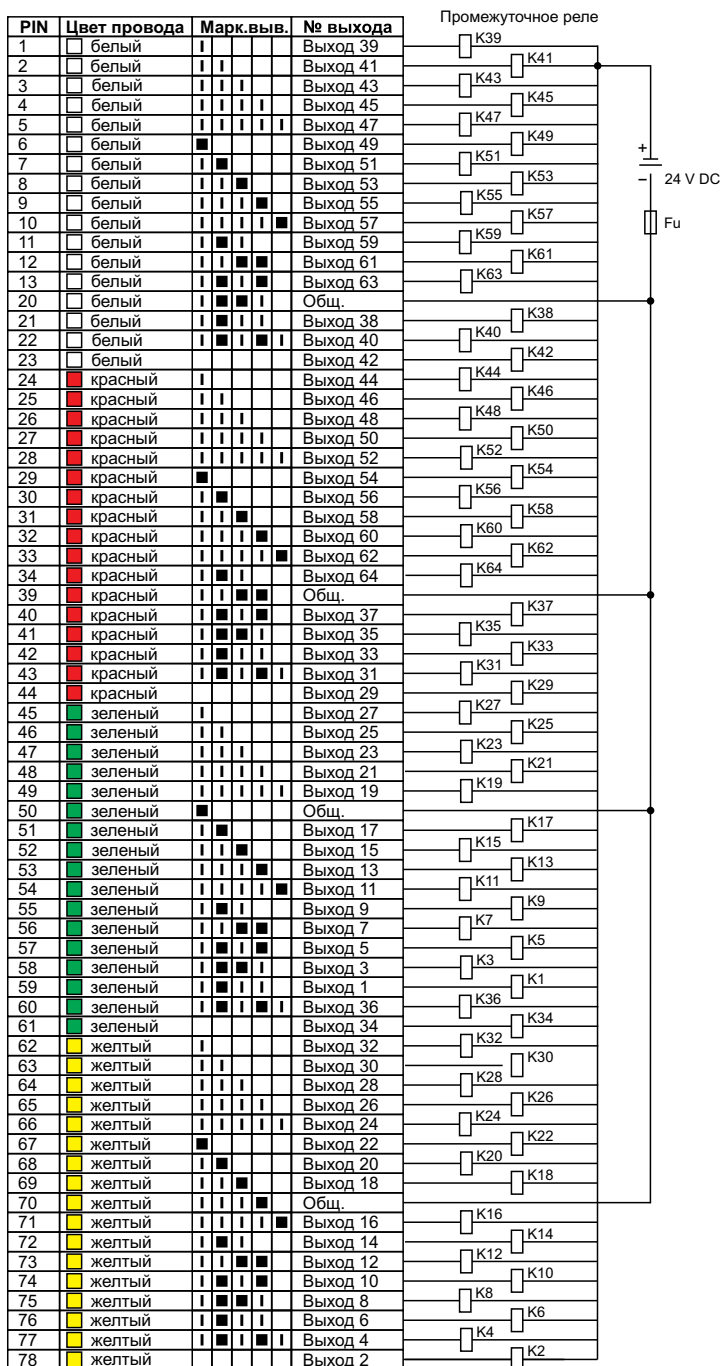 Промежуточное реле
PIN Цвет провода Марк.выв. № выхода
1 белый I Выход 39 K39
2 белый I I Выход 41 K41
3 белый I I I Выход 43 K43
4 белый I I I I Выход 45 K45
5 белый I I I I I Выход 47 K47
6 белый ■ Выход 49 K49
7 белый I ■ Выход 51 K51
8 белый I I ■ Выход 53 K53
9 белый I I I ■ Выход 55 K55
10 белый I I I I ■ Выход 57 K57
11 белый I ■ I Выход 59 K59
12 белый I I ■ ■ Выход 61 K61
13 белый I ■ I ■ Выход 63 K63
20 белый I ■ ■ I Общ.
21 белый I ■ I I Выход 38 K38
22 белый I ■ I ■ I Выход 40 K40
23 белый Выход 42 K42
24 красный I Выход 44 K44
25 красный I I Выход 46 K46
26 красный I I I Выход 48 K48
27 красный I I I I Выход 50 K50
28 красный I I I I I Выход 52 K52
29 красный ■ Выход 54 K54
30 красный I ■ Выход 56 K56
31 красный I I ■ Выход 58 K58
32 красный I I I ■ Выход 60 K60
33 красный I I I I ■ Выход 62 K62
34 красный I ■ I Выход 64 K64
39 красный I I ■ ■ Общ.
40 красный I ■ I ■ Выход 37 K37
41 красный I ■ ■ I Выход 35 K35
42 красный I ■ I I Выход 33 K33
43 красный I ■ I ■ I Выход 31 K31
44 красный Выход 29 K29
45 зеленый I Выход 27 K27
46 зеленый I I Выход 25 K25
47 зеленый I I I Выход 23 K23
48 зеленый I I I I Выход 21 K21
49 зеленый I I I I I Выход 19 K19
50 зеленый ■ Общ.
51 зеленый I ■ Выход 17 K17
52 зеленый I I ■ Выход 15 K15
53 зеленый I I I ■ Выход 13 K13
54 зеленый I I I I ■ Выход 11 K11
55 зеленый I ■ I Выход 9 K9
56 зеленый I I ■ ■ Выход 7 K7
57 зеленый I ■ I ■ Выход 5 K5
58 зеленый I ■ ■ I Выход 3 K3
59 зеленый I ■ I I Выход 1 K1
60 зеленый I ■ I ■ I Выход 36 K36
61 зеленый Выход 34 K34
62 желтый I Выход 32 K32
63 желтый I I Выход 30 K30
64 желтый I I I Выход 28 K28
65 желтый I I I I Выход 26 K26
66 желтый I I I I I Выход 24 K24
67 желтый ■ Выход 22 K22
68 желтый I ■ Выход 20 K20
69 желтый I I ■ Выход 18 K18
70 желтый I I I ■ Общ.
71 желтый I I I I ■ Выход 16 K16
72 желтый I ■ I Выход 14 K14
73 желтый I I ■ ■ Выход 12 K12
74 желтый I ■ I ■ Выход 10 K10
75 желтый I ■ ■ I Выход 8 K8
76 желтый I ■ I I Выход 6 K6
77 желтый I ■ I ■ I Выход 4 K4
78 желтый Выход 2 K2
+
– 24 V DC
Fu